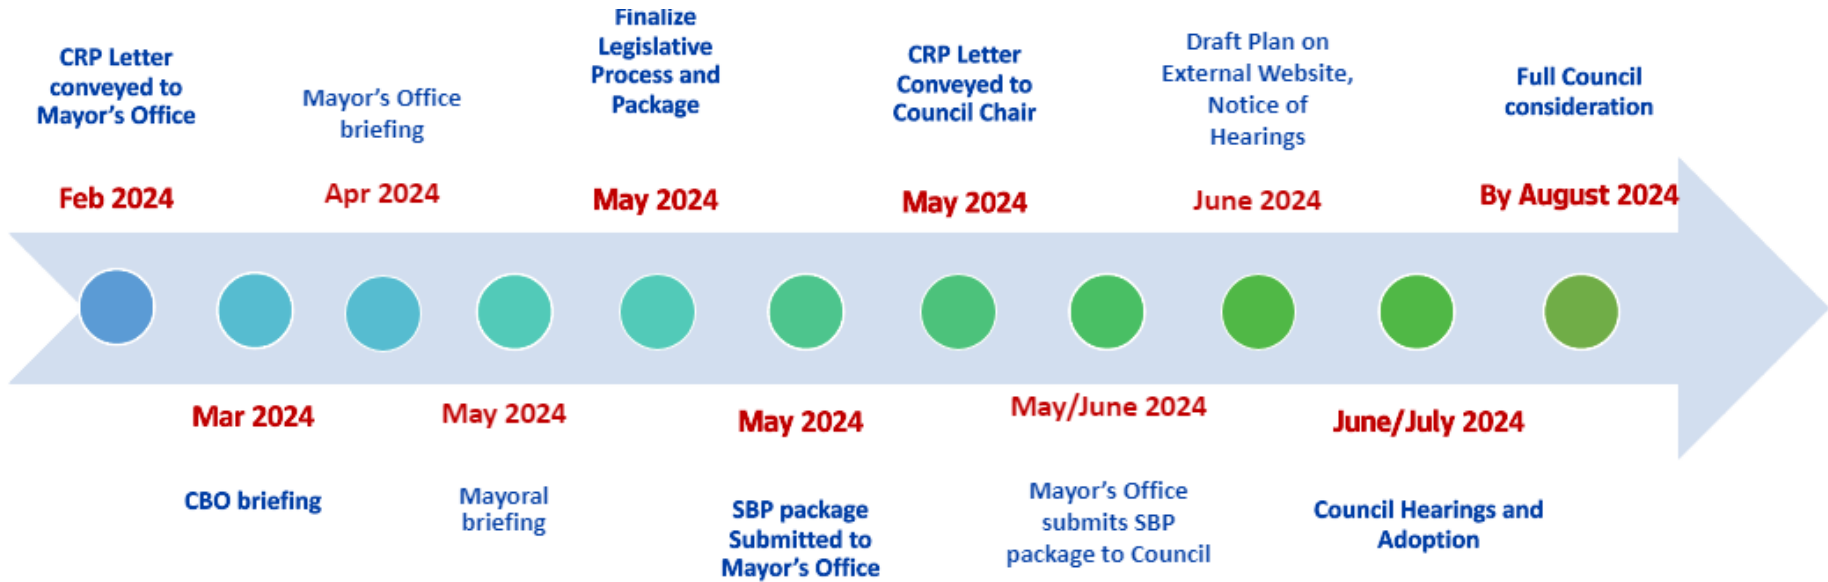 CRP Letter
conveyed to
Mayor's Office
Feb 2024
Mayor's Office
briefing
Apr 2024
Finalize
Legislative
Process and
Package
May 2024
CRP Letter
Conveyed to
Council Chair
May 2024
Draft Plan on
External Website,
Notice of
Hearings
June 2024
Full Council
consideration
By August 2024
Mar 2024
CBO briefing
May 2024
Mayoral
briefing
May 2024
SBP package
Submitted to
Mayor's Office
May/June 2024
Mayor's Office
submits SBP
package to Council
June/July 2024
Council Hearings and
Adoption